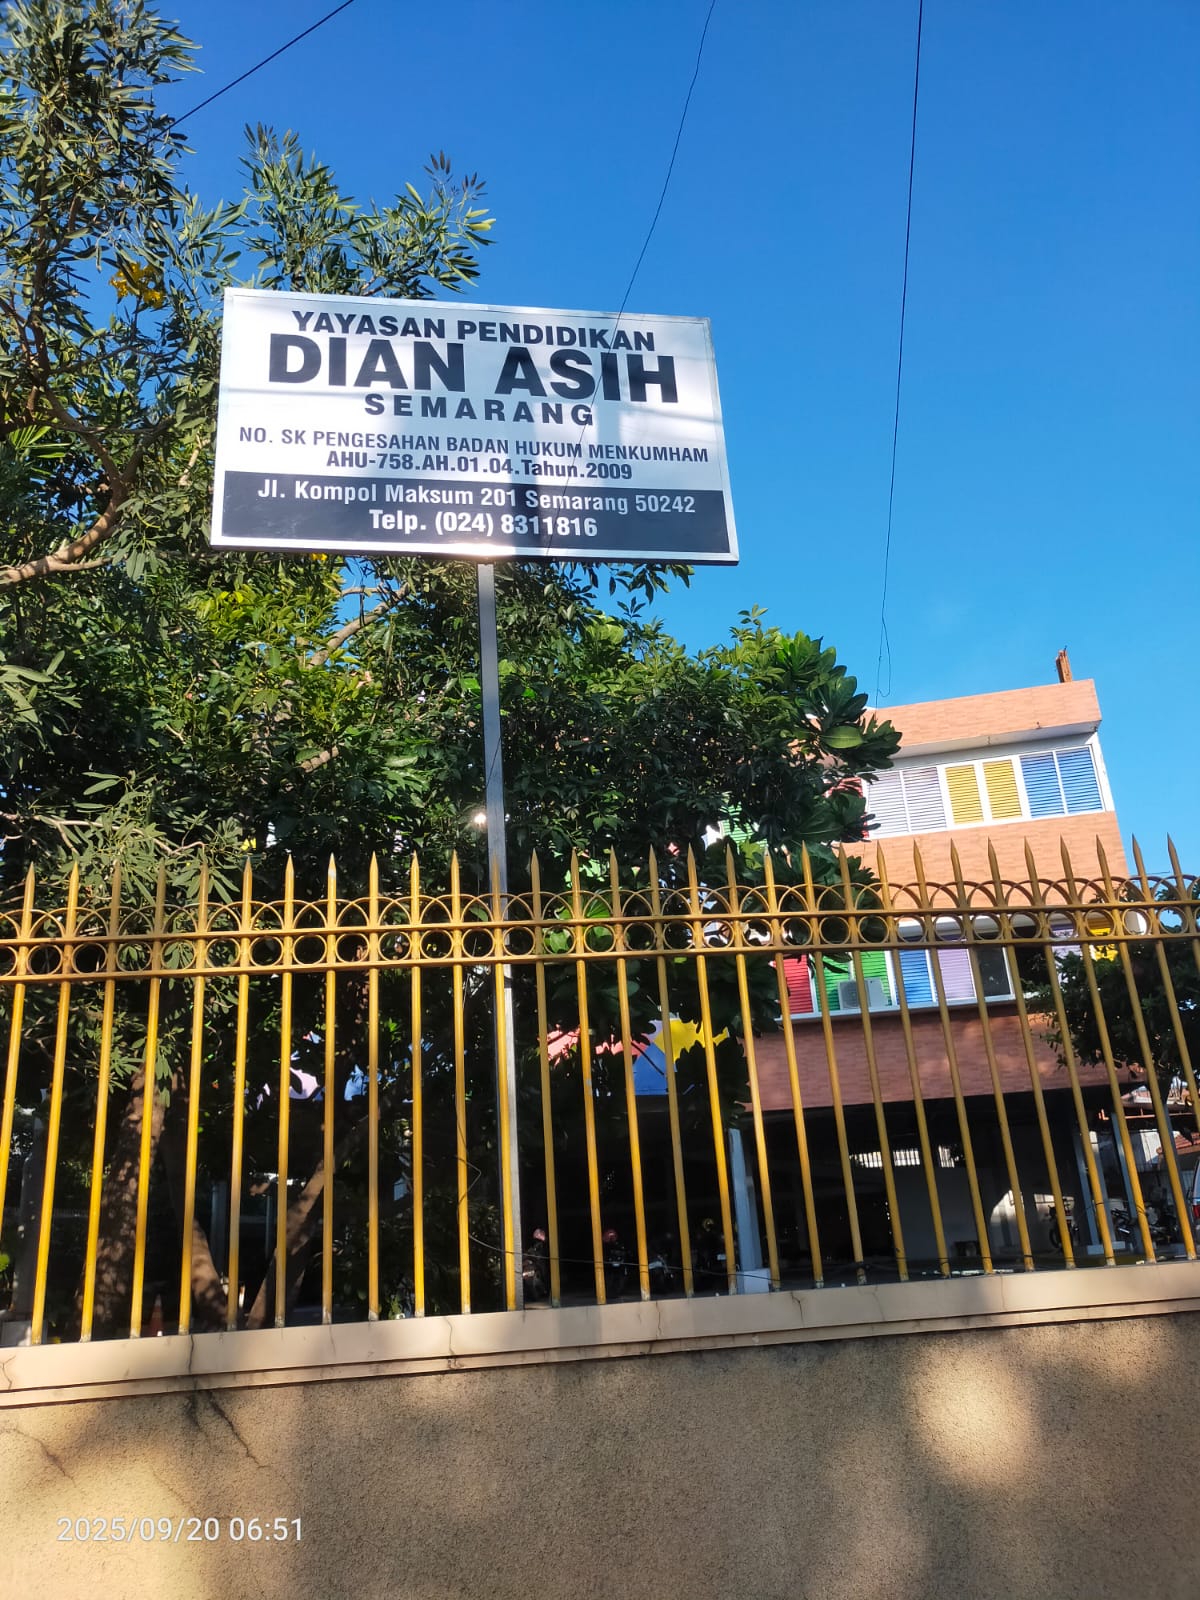 YAYASAN PENDIDIKAN
DIAN ASIH
SEMARANG
NO. SK PENGESAHAN BADAN HUKUM MENKUMHAM
AHU-758.AH.01.04.Tahun.2009
Jl. Kompol Maksum 201 Semarang 50242
Telp. (024) 8311816
2025/09/20 06:51